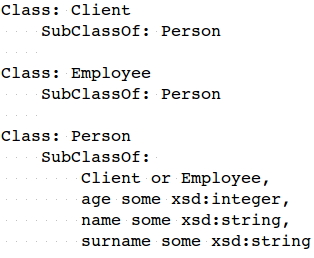 Class: Client
    SubClassOf: Person
Class: Employee
    SubClassOf: Person
Class: Person
    SubClassOf:
        Client or Employee,
        age some xsd:integer,
        name some xsd:string,
        surname some xsd:string